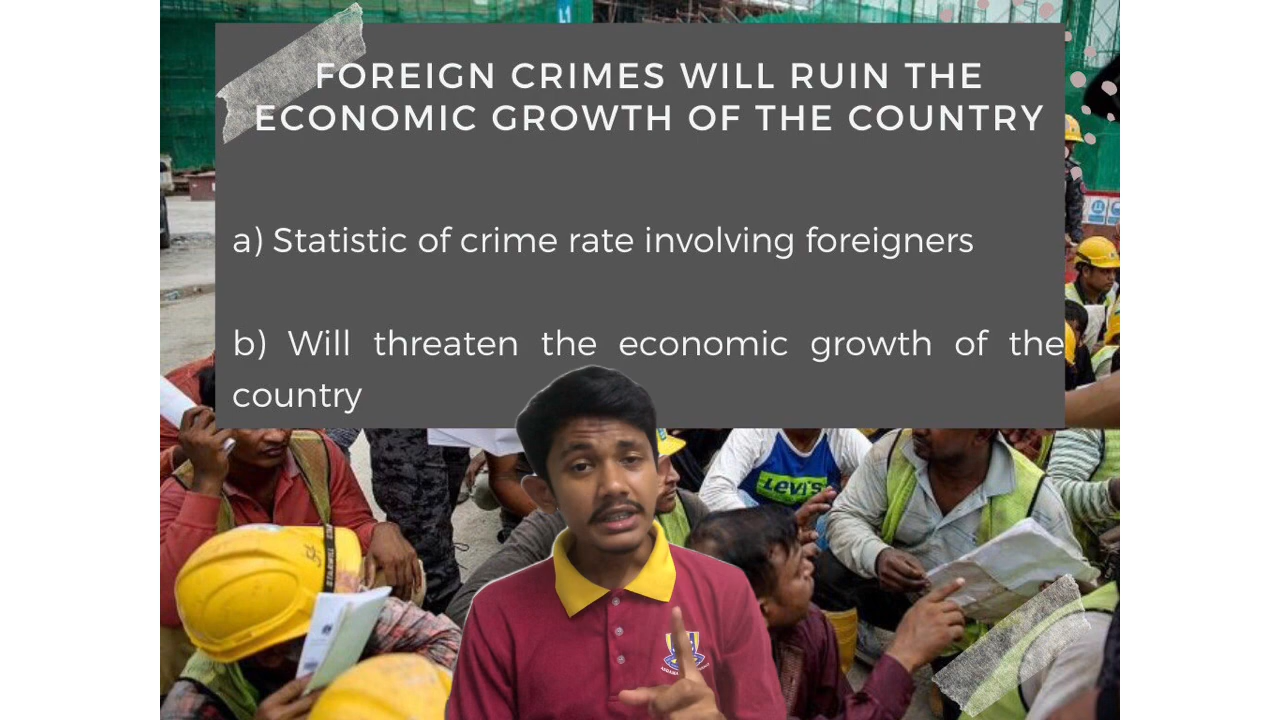 L1
FOREIGN CRIMES WILL RUIN THE
ECONOMIC GROWTH OF THE COUNTRY
a) Statistic of crime rate involving foreigners
b) Will threaten the economic growth of the
country
LEVI'S